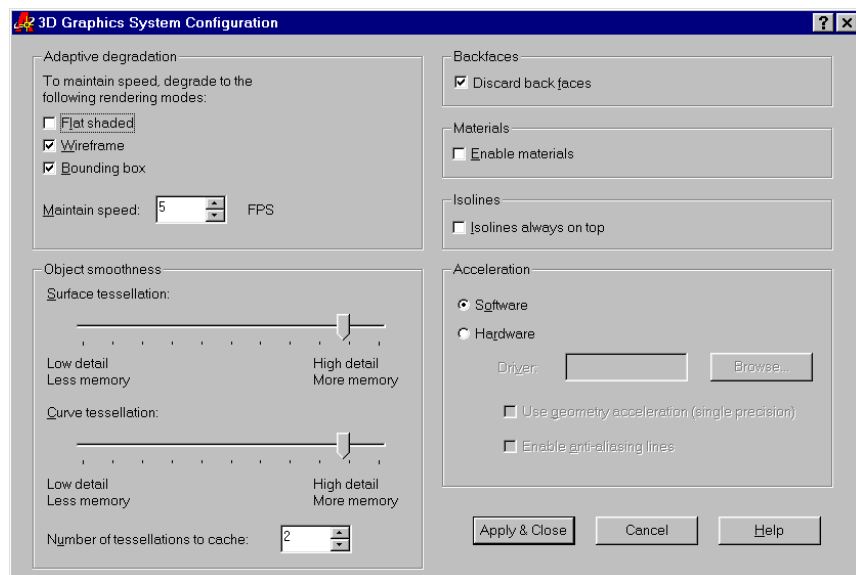 3D Graphics System Configuration
Adaptive degradation
To maintain speed, degrade to the
following rendering modes:
Flat shaded
Wireframe
Bounding box
Maintain speed: 5 FPS
Object smoothness
Surface tessellation:
Low detail High detail
Less memory More memory
Curve tessellation:
Low detail High detail
Less memory More memory
Number of tessellations to cache: 2
Backfaces
Discard back faces
Materials
Enable materials
Isolines
Isolines always on top
Acceleration
Software
Hardware
Driver: Browse...
Use geometry acceleration (single precision)
Enable anti-aliasing lines
Apply & Close Cancel Help